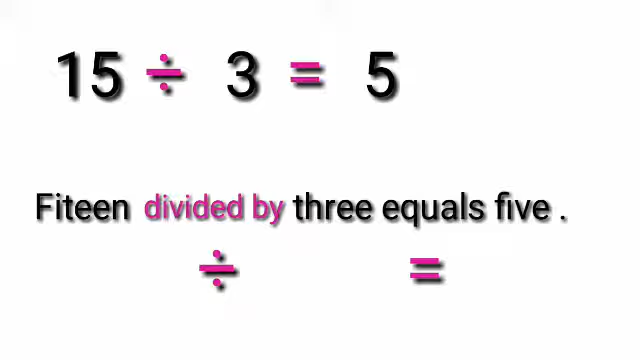 15 ÷ 3 = 5
Fiteen divided by three equals five .
÷ =